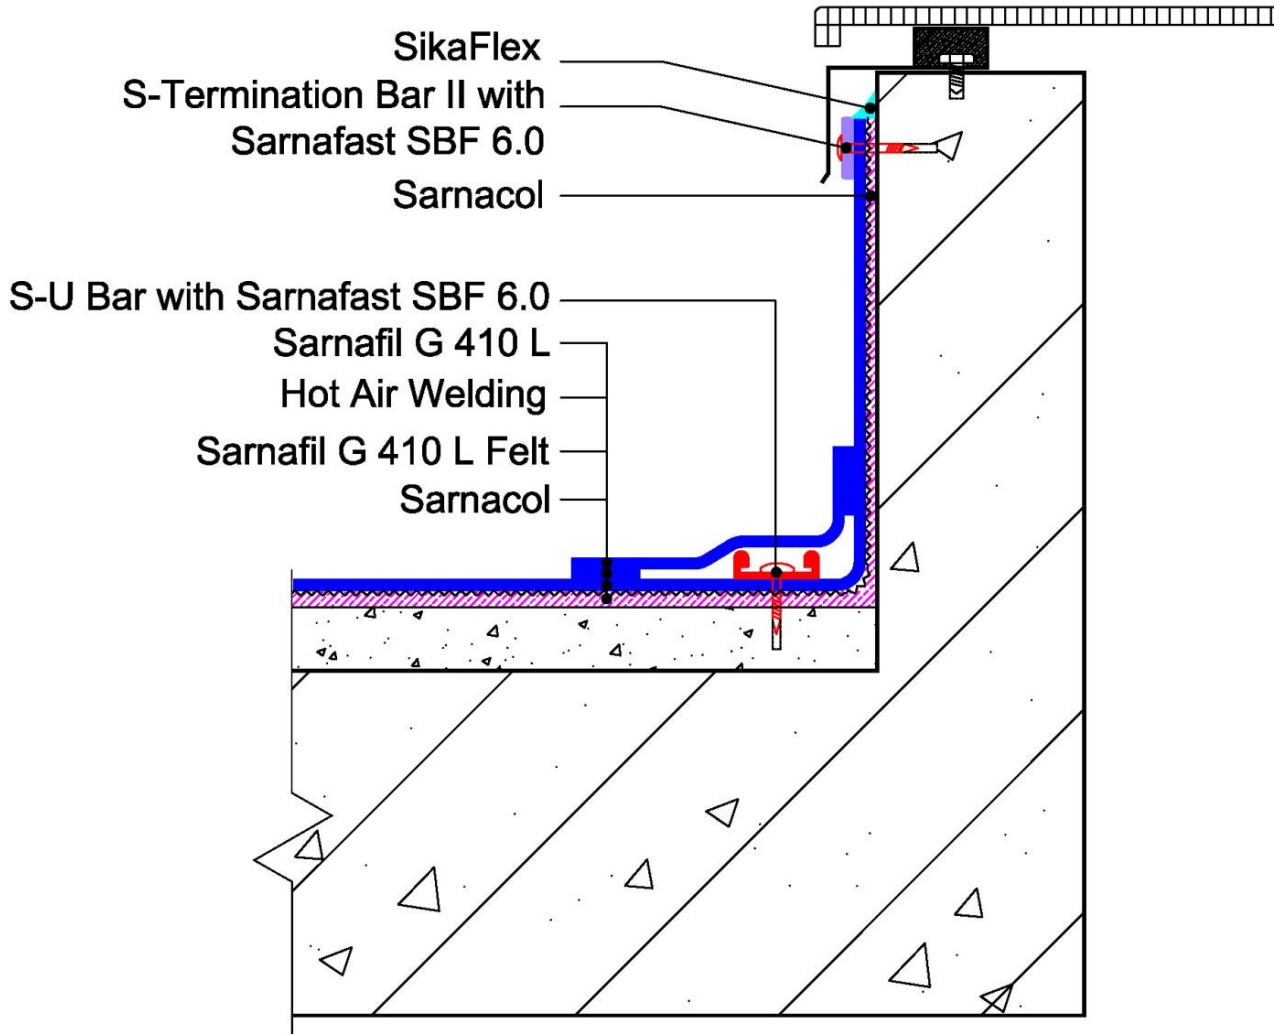 SikaFlex
S-Termination Bar II with
Sarnafast SBF 6.0
Sarnacol
S-U Bar with Sarnafast SBF 6.0
Sarnafil G 410 L
Hot Air Welding
Sarnafil G 410 L Felt
Sarnacol